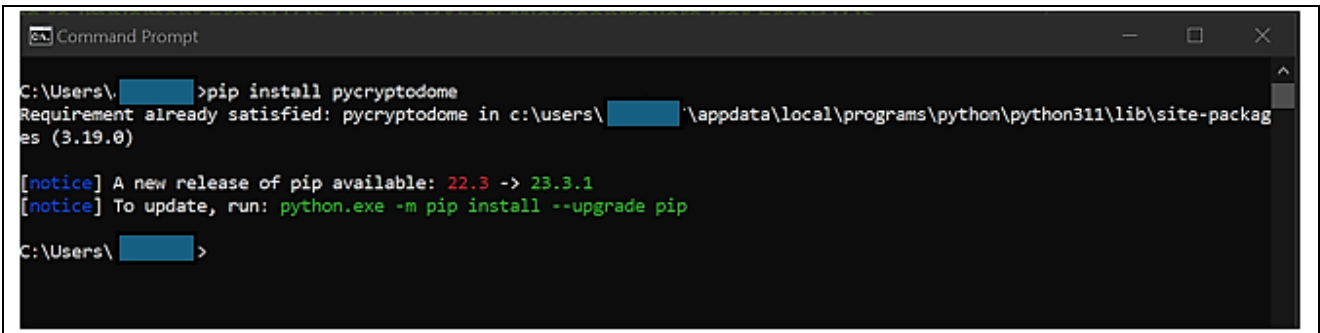 Command Prompt
C:\Users\. >pip install pycryptodome
Requirement already satisfied: pycryptodome in c:\users\ '\appdata\local\programs\python\python311\lib\site-packag
es (3.19.0)
[notice] A new release of pip available: 22.3 -> 23.3.1
[notice] To update, run: python.exe -m pip install --upgrade pip
C:\Users\ >